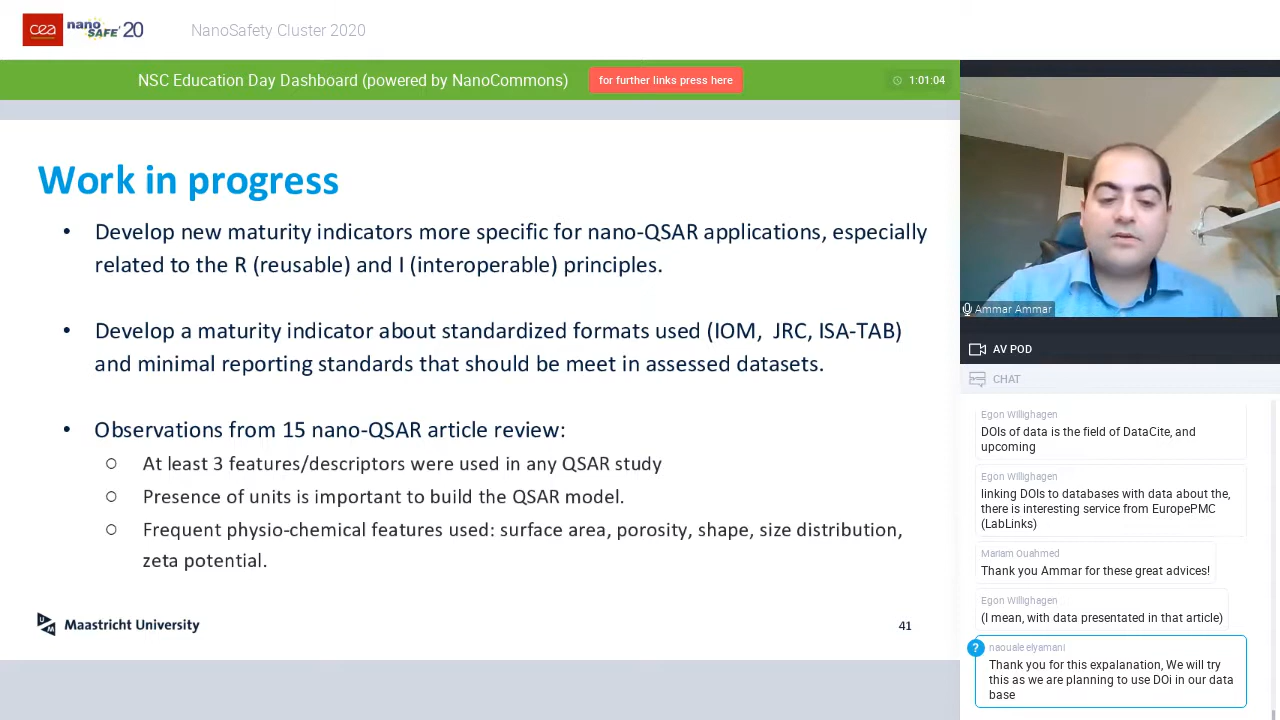 cea nano SAFE'20
NanoSafety Cluster 2020
NSC Education Day Dashboard (powered by NanoCommons)
for further links press here
1:01:04
Work in progress
• Develop new maturity indicators more specific for nano-QSAR applications, especially
related to the R (reusable) and I (interoperable) principles.
• Develop a maturity indicator about standardized formats used (IOM, JRC, ISA-TAB)
and minimal reporting standards that should be meet in assessed datasets.
• Observations from 15 nano-QSAR article review:
○ At least 3 features/descriptors were used in any QSAR study
○ Presence of units is important to build the QSAR model.
○ Frequent physio-chemical features used: surface area, porosity, shape, size distribution,
zeta potential.
Maastricht University
41
Ammar Ammar
AV POD
CHAT
Egon Willighagen
DOIs of data is the field of DataCite, and
upcoming
Egon Willighagen
linking DOIs to databases with data about the,
there is interesting service from EuropePMC
(LabLinks)
Mariam Ouahmed
Thank you Ammar for these great advices!
Egon Willighagen
(I mean, with data presentated in that article)
? naouale elyamani
Thank you for this expalanation, We will try
this as we are planning to use DOi in our data
base